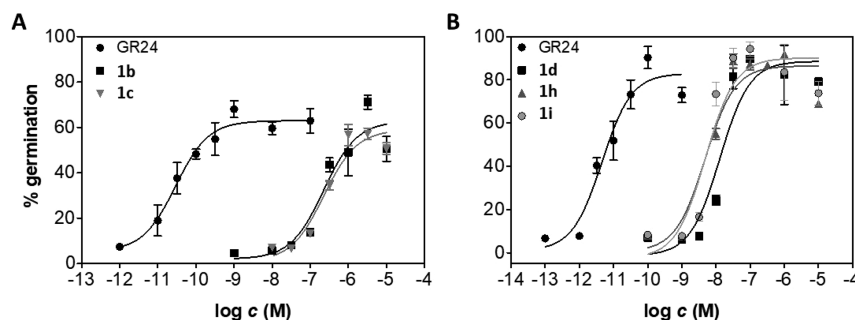 A
GR24
1b
1c
% germination
100
80
60
40
20
0
-13 -12 -11 -10 -9 -8 -7 -6 -5 -4
log c (M)
B
GR24
1d
1h
1i
100
80
60
40
20
0
-14 -13 -12 -11 -10 -9 -8 -7 -6 -5 -4
log c (M)